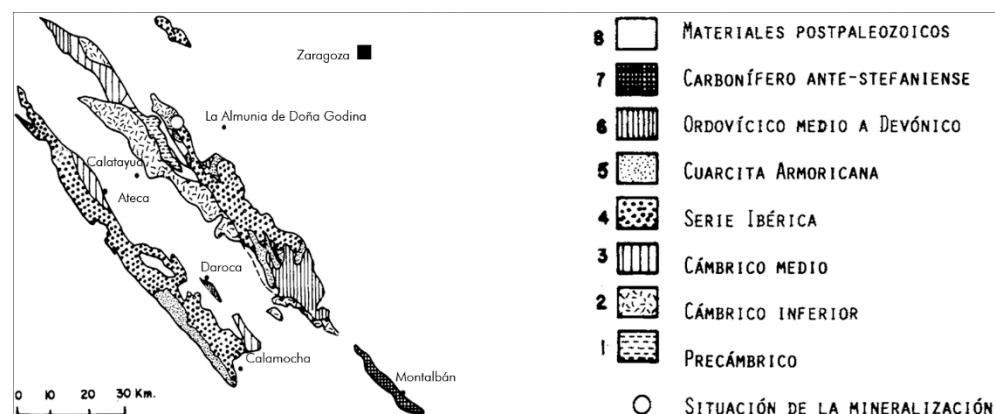 Zaragoza
La Almunia de Doña Godina
Calatayud
Ateca
Daroca
Calamocha
Montalbán
0 10 20 30 Km.
8 MATERIALES POSTPALEOZOICOS
7 CARBONÍFERO ANTE-STEFANIENSE
6 ORDOVÍCICO MEDIO A DEVÓNICO
5 CUARCITA ARMORICANA
4 SERIE IBÉRICA
3 CÁMBRICO MEDIO
2 CÁMBRICO INFERIOR
1 PRECÁMBRICO
SITUACIÓN DE LA MINERALIZACIÓN